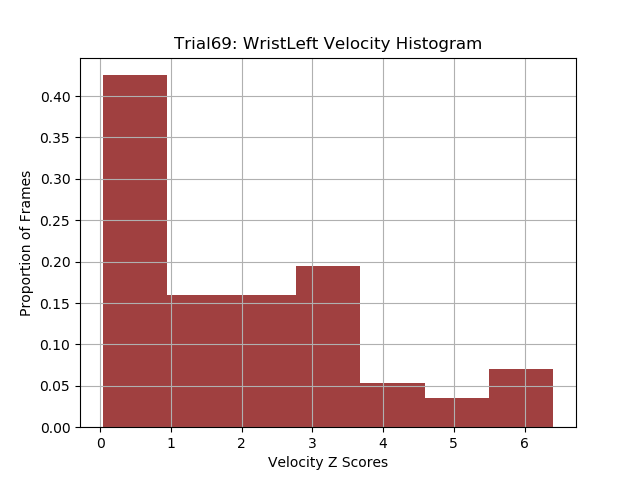 Trial69: WristLeft Velocity Histogram
Proportion of Frames
0.40
0.35
0.30
0.25
0.20
0.15
0.10
0.05
0.00
0 1 2 3 4 5 6
Velocity Z Scores